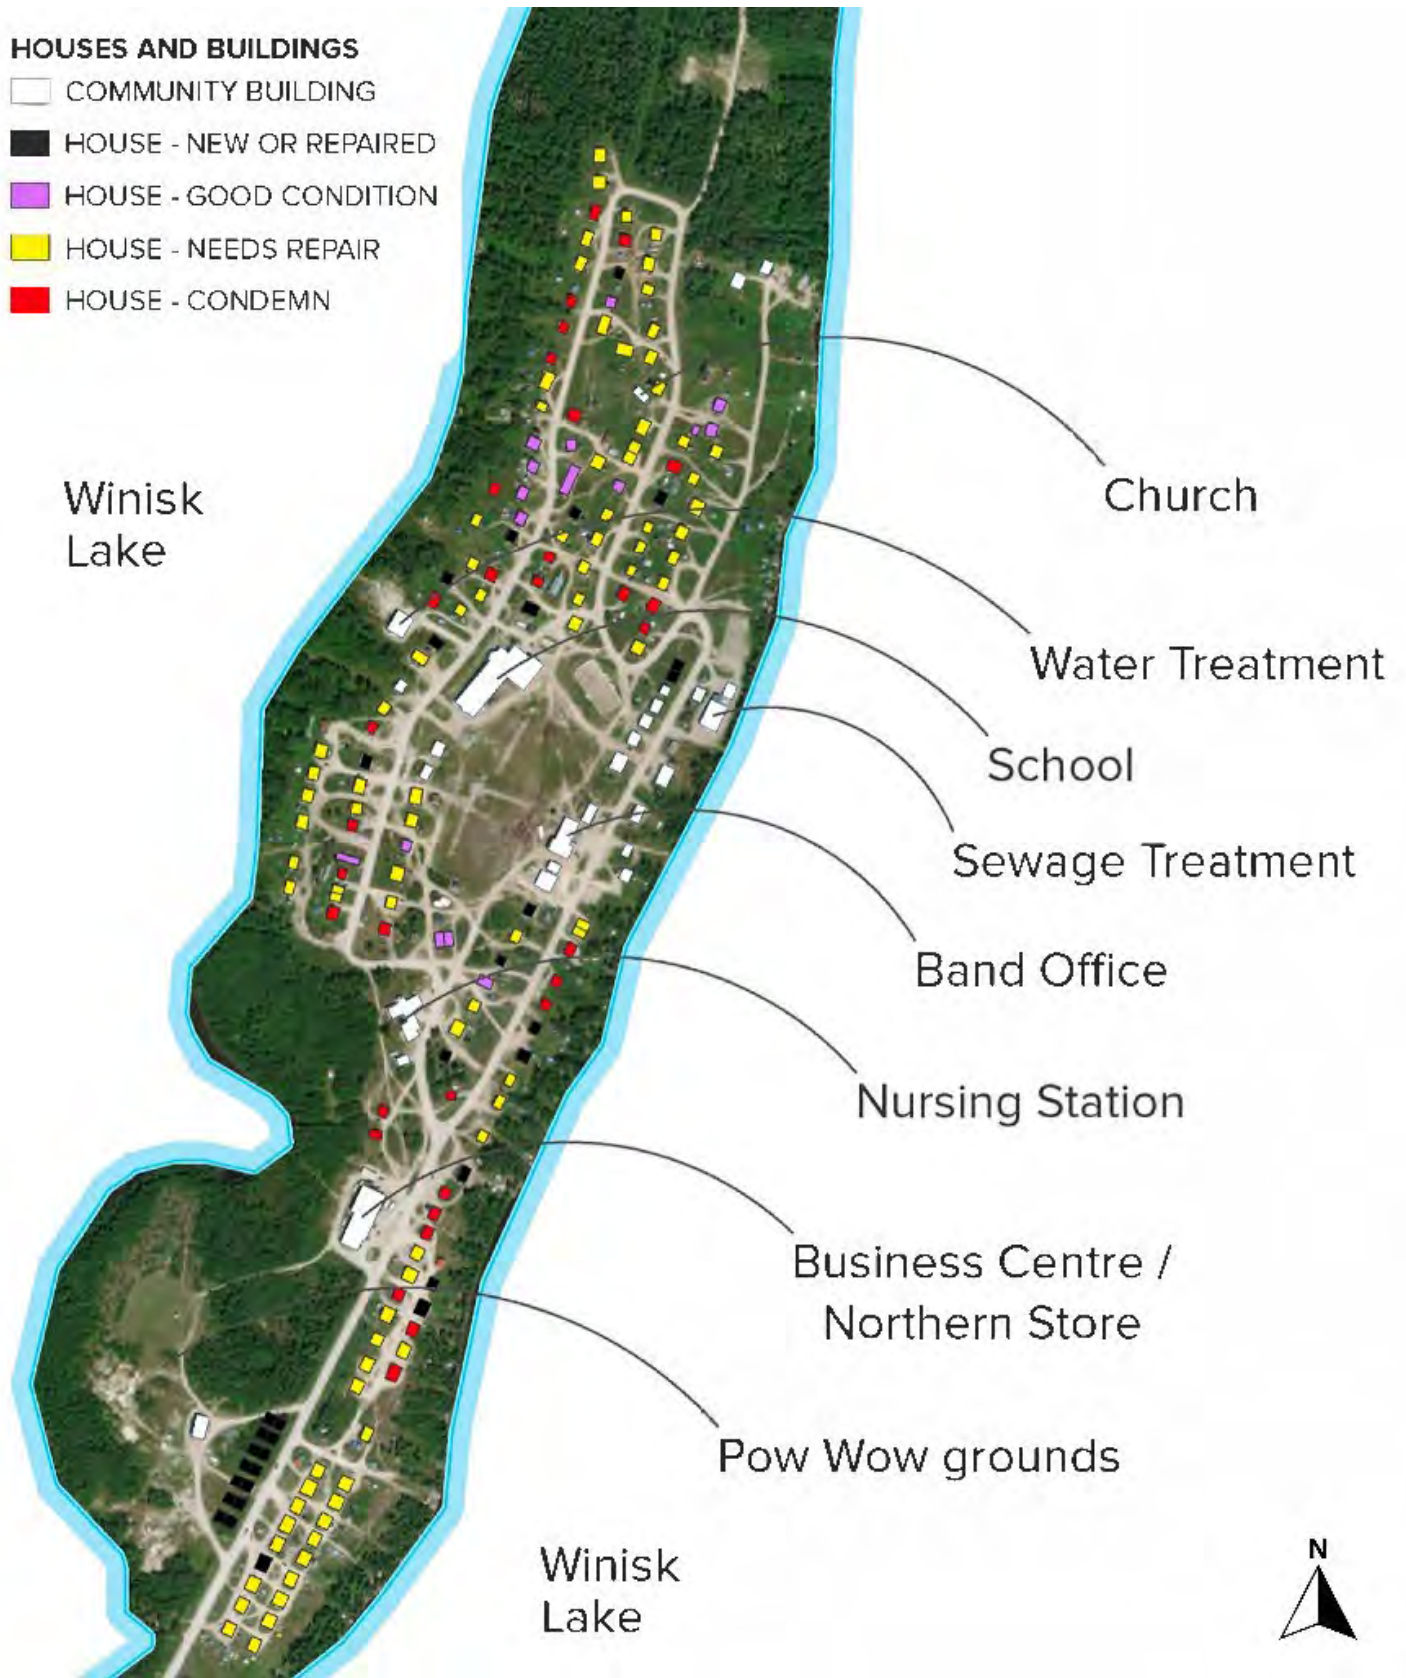 HOUSES AND BUILDINGS
COMMUNITY BUILDING
HOUSE - NEW OR REPAIRED
HOUSE - GOOD CONDITION
HOUSE - NEEDS REPAIR
HOUSE - CONDEMN
Winisk
Lake
Church
Water Treatment
School
Sewage Treatment
Band Office
Nursing Station
Business Centre /
Northern Store
Pow Wow grounds
Winisk
Lake
N